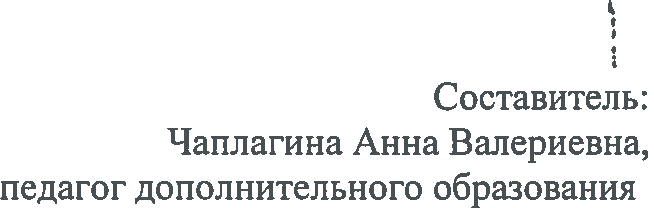 Составитель:
Чаплагина Анна Валериевна,
педагог дополнительного образования